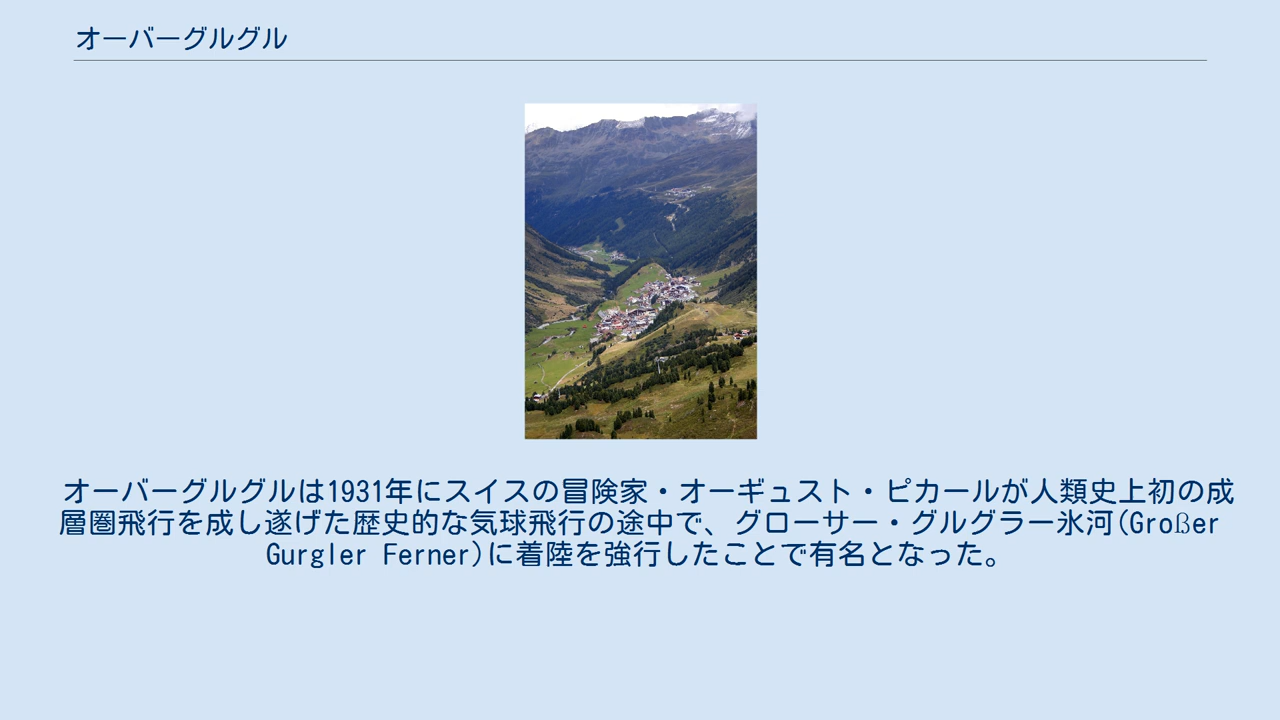 オーバーグルグル
オーバーグルグルは1931年にスイスの冒険家・オーギュスト・ピカールが人類史上初の成
層圏飛行を成し遂げた歴史的な気球飛行の途中で、グローサー・グルグラー氷河(Großer
Gurgler Ferner)に着陸を強行したことで有名となった。